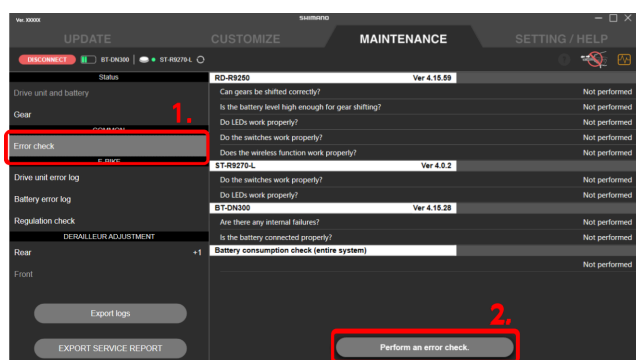 Ver. XXXXX
SHIMANO
UPDATE
CUSTOMIZE
MAINTENANCE
SETTING / HELP
DISCONNECT
BT-DN300
ST-R9270-L
Status
RD-R9250 Ver 4.15.59
Drive unit and battery
Can gears be shifted correctly? Not performed
Is the battery level high enough for gear shifting? Not performed
Gear
1.
Do LEDs work properly? Not performed
COMMON
Do the switches work properly? Not performed
Error check
Does the wireless function work properly? Not performed
E-BIKE
ST-R9270-L Ver 4.0.2
Drive unit error log
Do the switches work properly? Not performed
Battery error log
Do LEDs work properly? Not performed
BT-DN300 Ver 4.15.28
Regulation check
Are there any internal failures? Not performed
DERAILLEUR ADJUSTMENT
Is the battery connected properly? Not performed
Rear +1
Battery consumption check (entire system)
Not performed
Front
Export logs
2.
EXPORT SERVICE REPORT
Perform an error check.